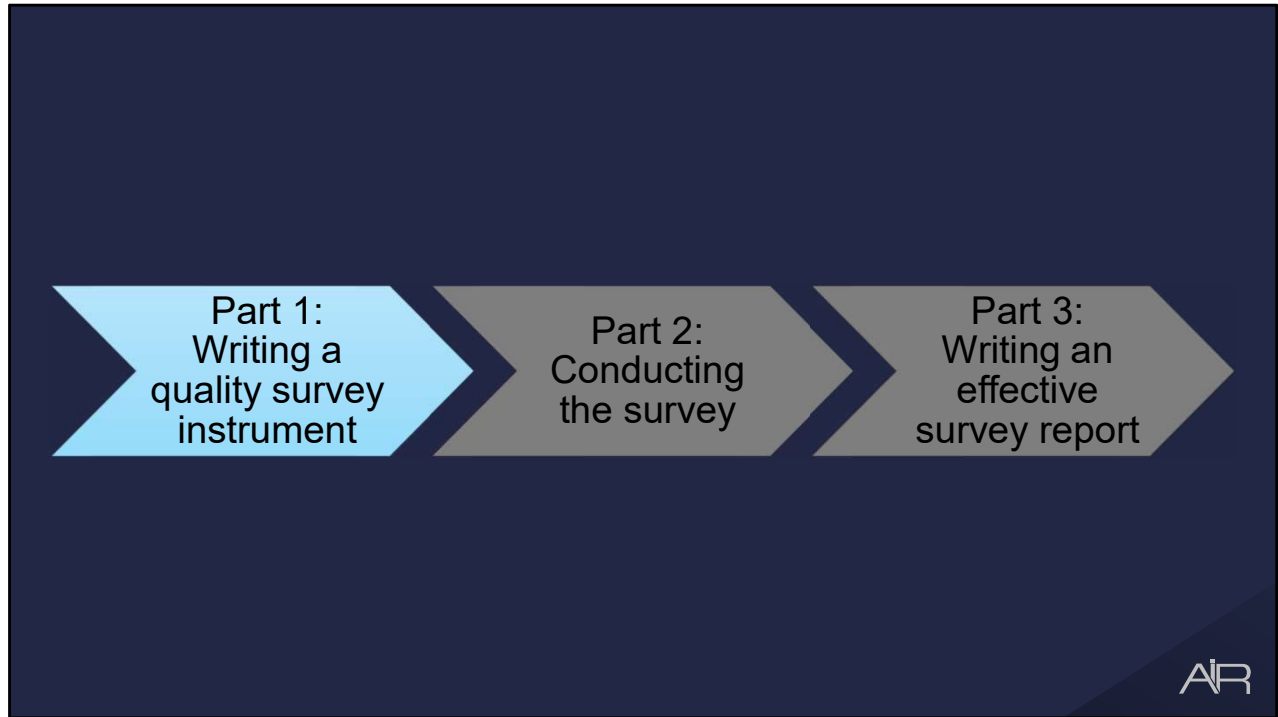 Part 1:
Writing a
quality survey
instrument
Part 2:
Conducting
the survey
Part 3:
Writing an
effective
survey report
AIR